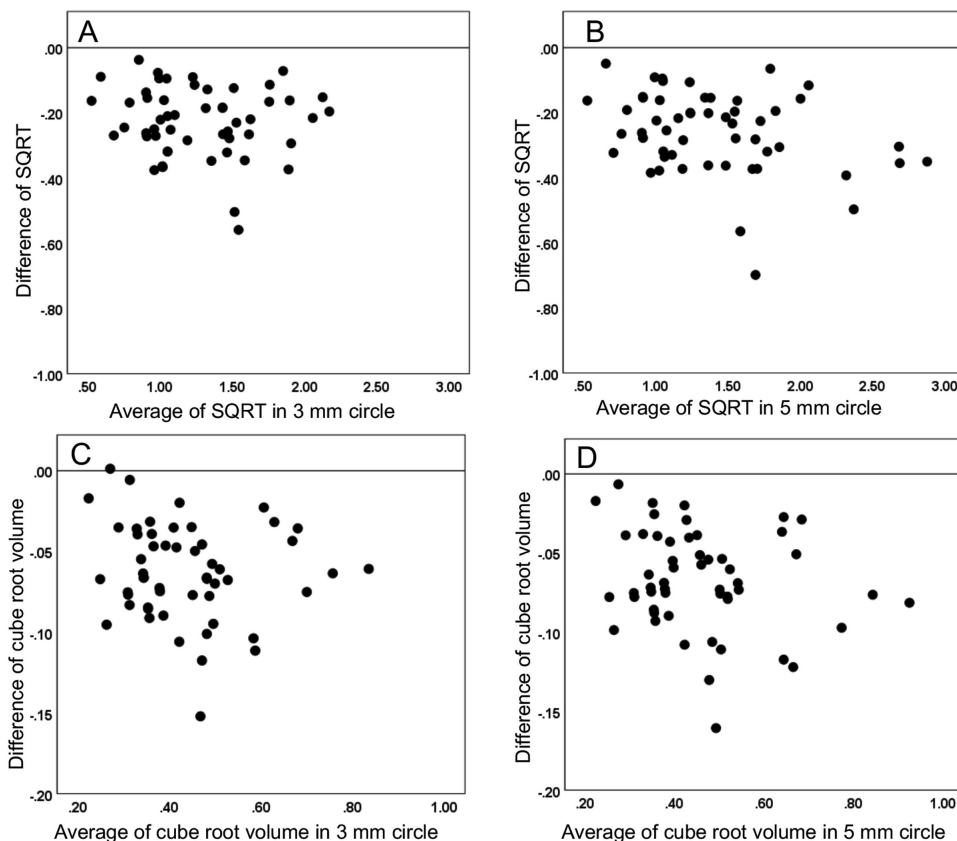 A
Difference of SQRT
.00
-.20
-.40
-.60
-.80
-1.00
.50 1.00 1.50 2.00 2.50 3.00
Average of SQRT in 3 mm circle
B
Difference of SQRT
.00
-.20
-.40
-.60
-.80
-1.00
.50 1.00 1.50 2.00 2.50 3.00
Average of SQRT in 5 mm circle
C
Difference of cube root volume
.00
-.05
-.10
-.15
-.20
.20 .40 .60 .80 1.00
Average of cube root volume in 3 mm circle
D
Difference of cube root volume
.00
-.05
-.10
-.15
-.20
.20 .40 .60 .80 1.00
Average of cube root volume in 5 mm circle